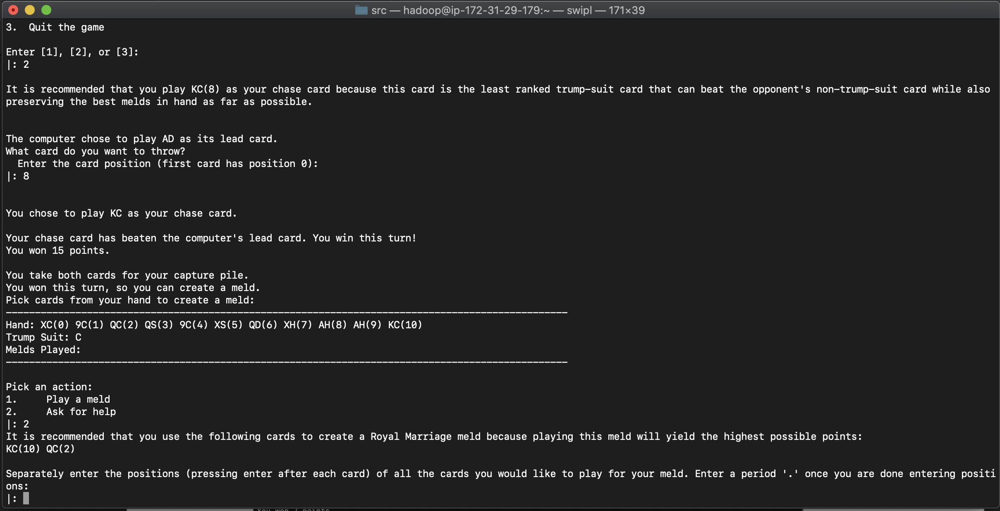 src — hadoop@ip-172-31-29-179:~ — swipl — 171×39
3.  Quit the game
Enter [1], [2], or [3]:
|: 2
It is recommended that you play KC(8) as your chase card because this card is the least ranked trump-suit card that can beat the opponent's non-trump-suit card while also
preserving the best melds in hand as far as possible.
The computer chose to play AD as its lead card.
What card do you want to throw?
  Enter the card position (first card has position 0):
|: 8
You chose to play KC as your chase card.
Your chase card has beaten the computer's lead card. You win this turn!
You won 15 points.
You take both cards for your capture pile.
You won this turn, so you can create a meld.
Pick cards from your hand to create a meld:
-------------------------------------------------------------------------------------------------
Hand: XC(0) 9C(1) QC(2) QS(3) 9C(4) XS(5) QD(6) XH(7) AH(8) AH(9) KC(10)
Trump Suit: C
Melds Played:
-------------------------------------------------------------------------------------------------
Pick an action:
1.     Play a meld
2.     Ask for help
|: 2
It is recommended that you use the following cards to create a Royal Marriage meld because playing this meld will yield the highest possible points:
KC(10) QC(2)
Separately enter the positions (pressing enter after each card) of all the cards you would like to play for your meld. Enter a period '.' once you are done entering positi
ons:
|:
You won 7 points